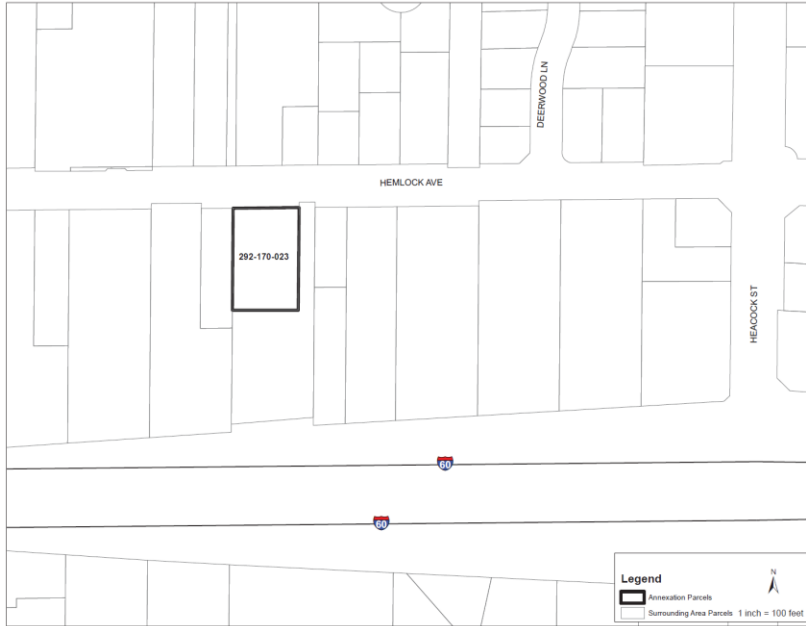 DEERWOOD LN
HEMLOCK AVE
292-170-023
HEACOCK ST
60
60
Legend
N
Annexation Parcels
Surrounding Area Parcels 1 inch = 100 feet